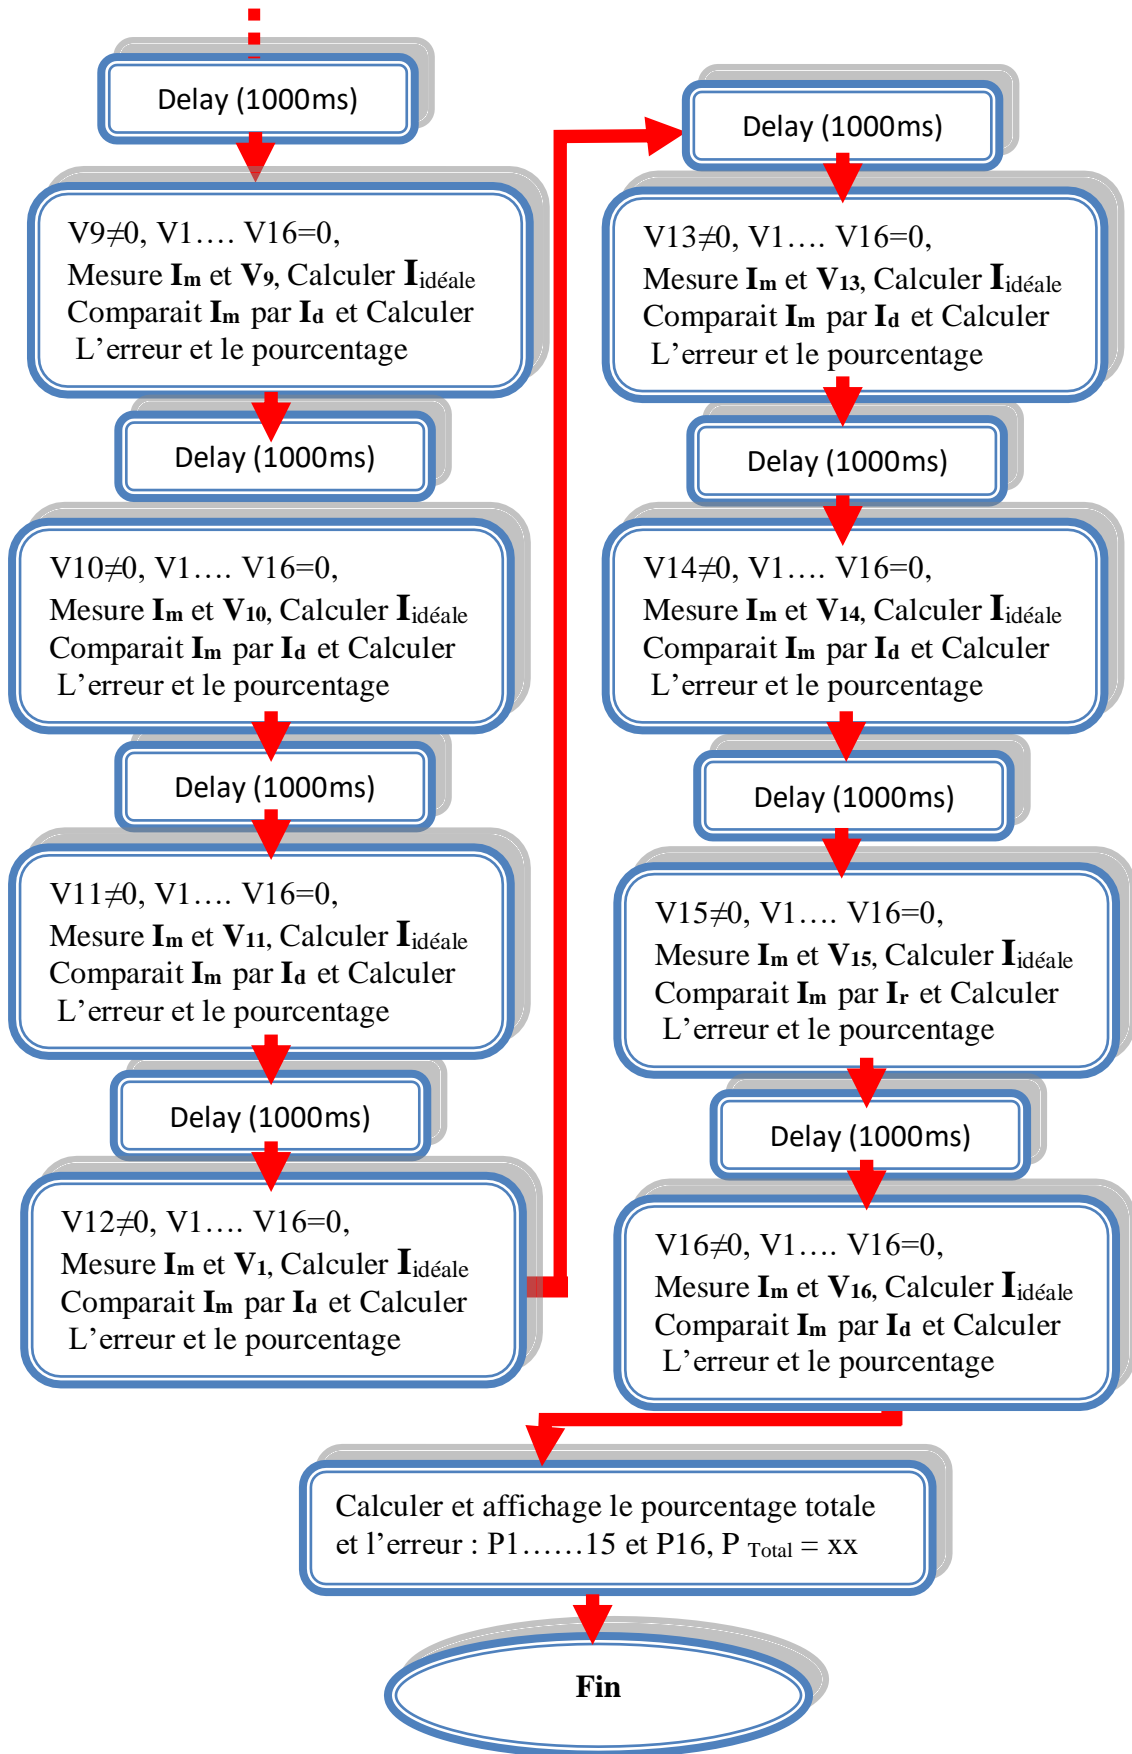 Delay (1000ms)
V9≠0, V1…. V16=0,
Mesure Im et V9, Calculer Iidéale
Comparait Im par Id et Calculer
L’erreur et le pourcentage
Delay (1000ms)
V10≠0, V1…. V16=0,
Mesure Im et V10, Calculer Iidéale
Comparait Im par Id et Calculer
L’erreur et le pourcentage
Delay (1000ms)
V11≠0, V1…. V16=0,
Mesure Im et V11, Calculer Iidéale
Comparait Im par Id et Calculer
L’erreur et le pourcentage
Delay (1000ms)
V12≠0, V1…. V16=0,
Mesure Im et V1, Calculer Iidéale
Comparait Im par Id et Calculer
L’erreur et le pourcentage
Delay (1000ms)
V13≠0, V1…. V16=0,
Mesure Im et V13, Calculer Iidéale
Comparait Im par Id et Calculer
L’erreur et le pourcentage
Delay (1000ms)
V14≠0, V1…. V16=0,
Mesure Im et V14, Calculer Iidéale
Comparait Im par Id et Calculer
L’erreur et le pourcentage
Delay (1000ms)
V15≠0, V1…. V16=0,
Mesure Im et V15, Calculer Iidéale
Comparait Im par Ir et Calculer
L’erreur et le pourcentage
Delay (1000ms)
V16≠0, V1…. V16=0,
Mesure Im et V16, Calculer Iidéale
Comparait Im par Id et Calculer
L’erreur et le pourcentage
Calculer et affichage le pourcentage totale
et l’erreur : P1……15 et P16, P Total = xx
Fin